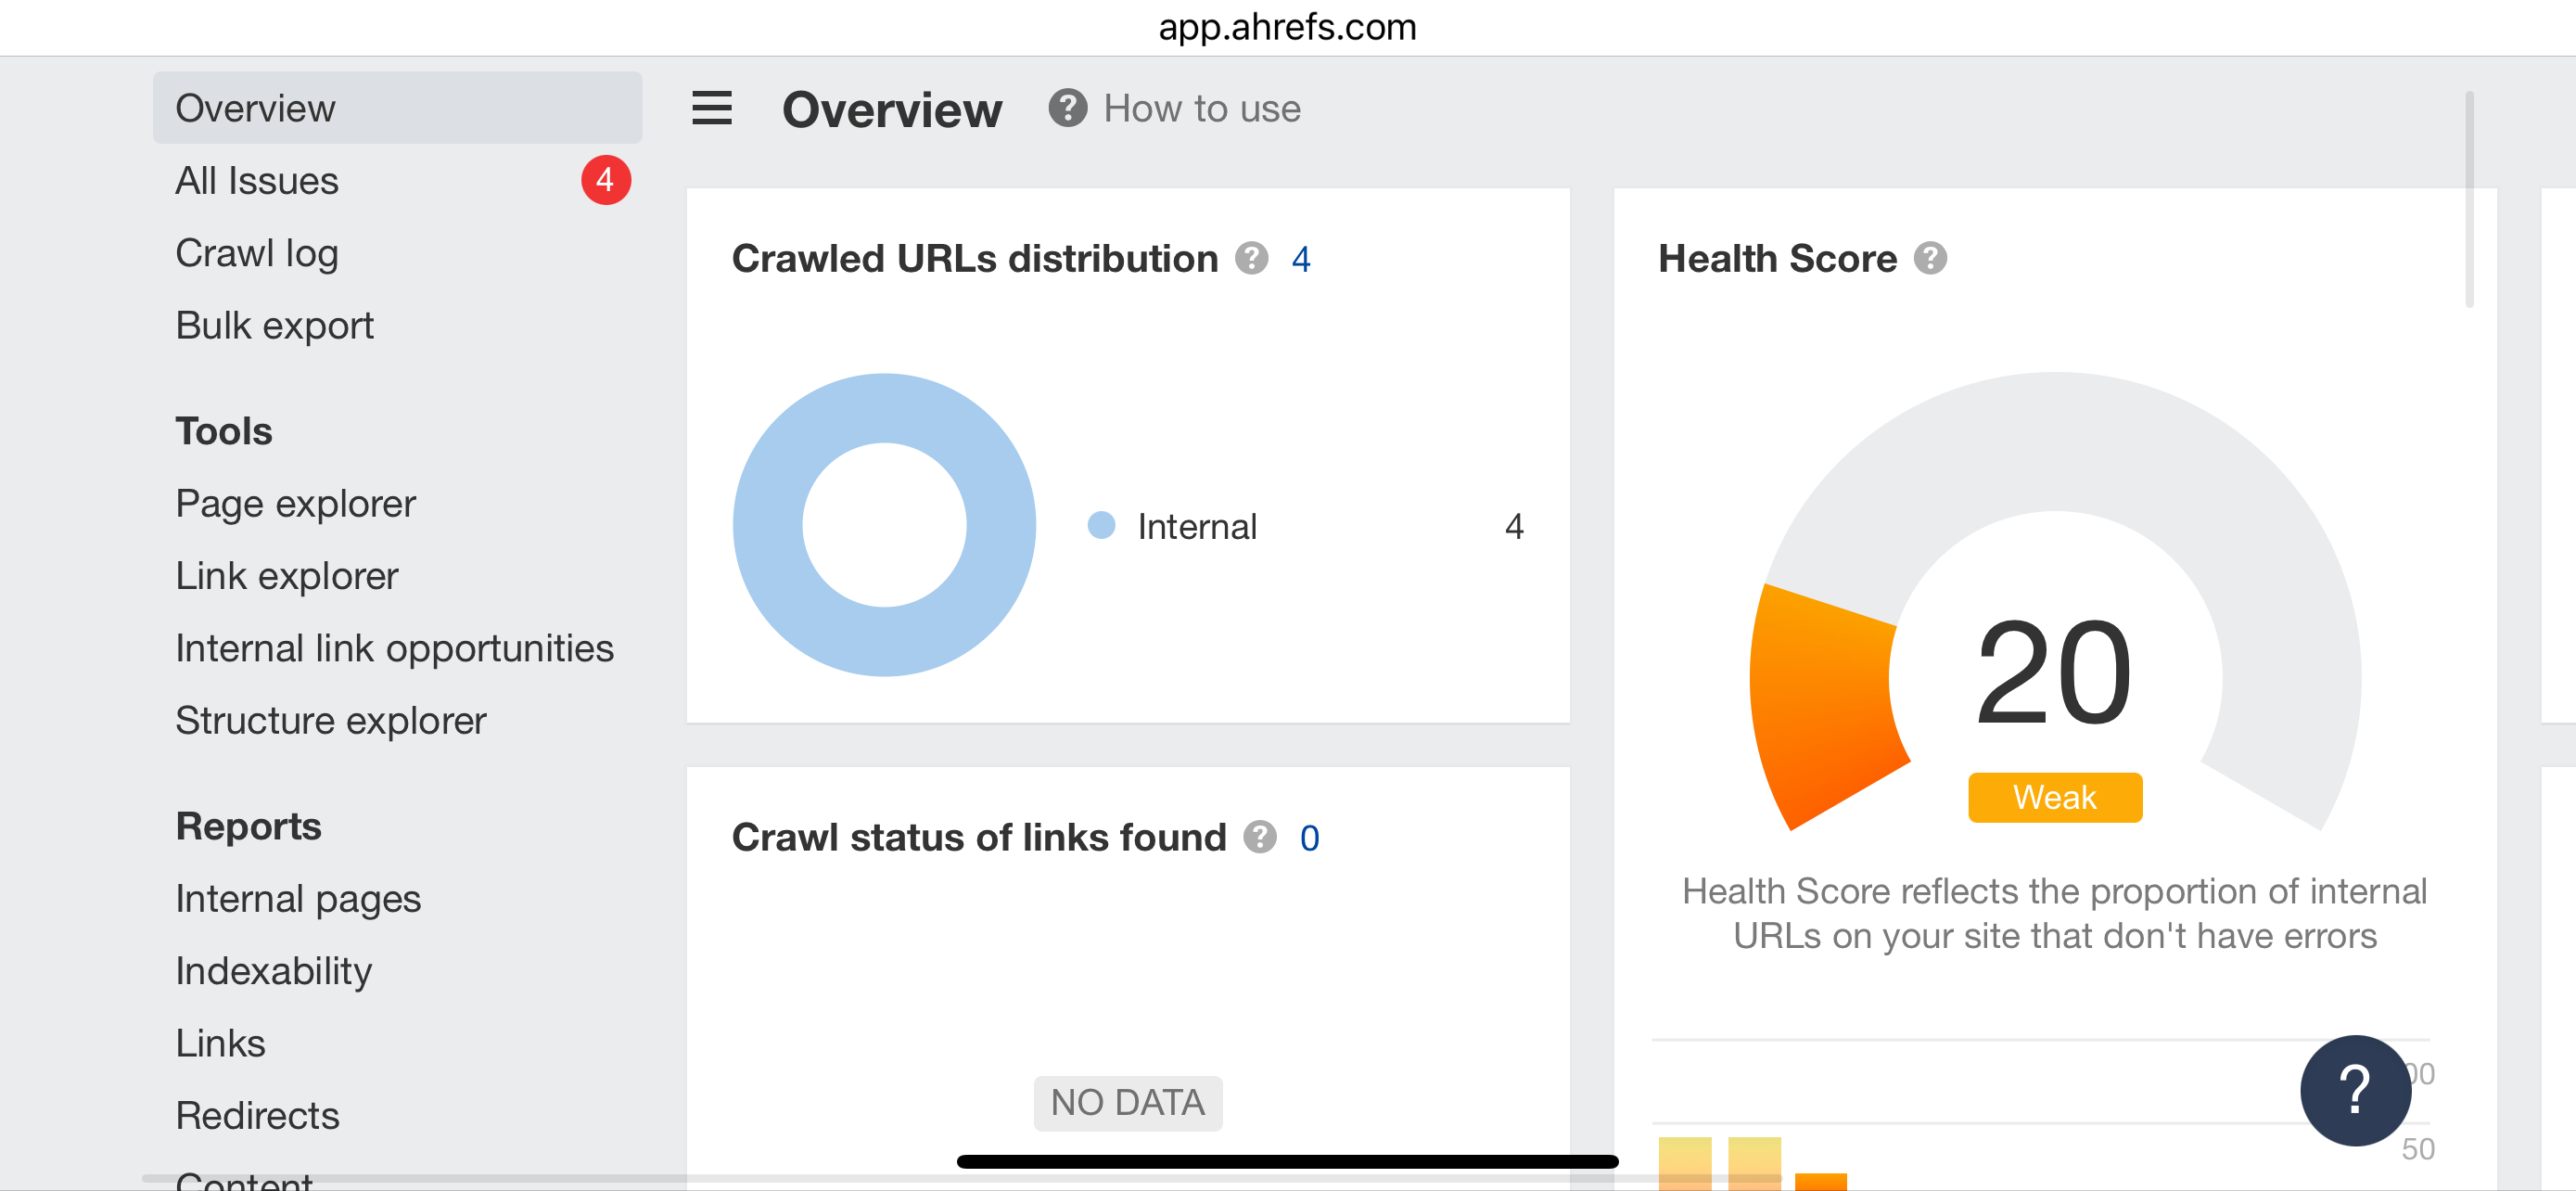 app.ahrefs.com
Overview
All Issues 4
Crawl log
Bulk export
Tools
Page explorer
Link explorer
Internal link opportunities
Structure explorer
Reports
Internal pages
Indexability
Links
Redirects
Content
Overview ? How to use
Crawled URLs distribution ? 4
Internal 4
Crawl status of links found ? 0
NO DATA
Health Score ?
20
Weak
Health Score reflects the proportion of internal
URLs on your site that don't have errors
?
50